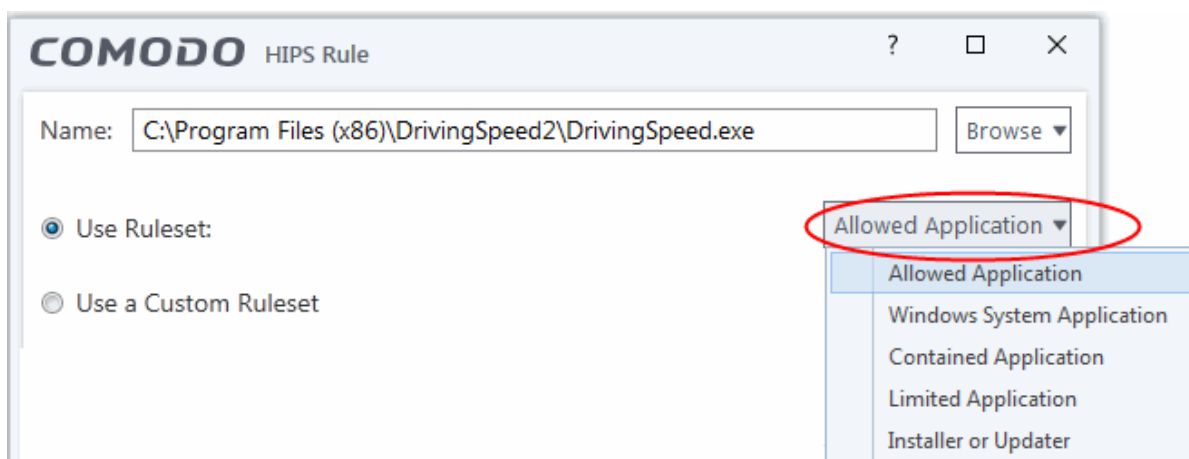 COMODO HIPS Rule ?
Name: C:\Program Files (x86)\DrivingSpeed2\DrivingSpeed.exe Browse
Use Ruleset: Allowed Application
Allowed Application
Use a Custom Ruleset
Windows System Application
Contained Application
Limited Application
Installer or Updater